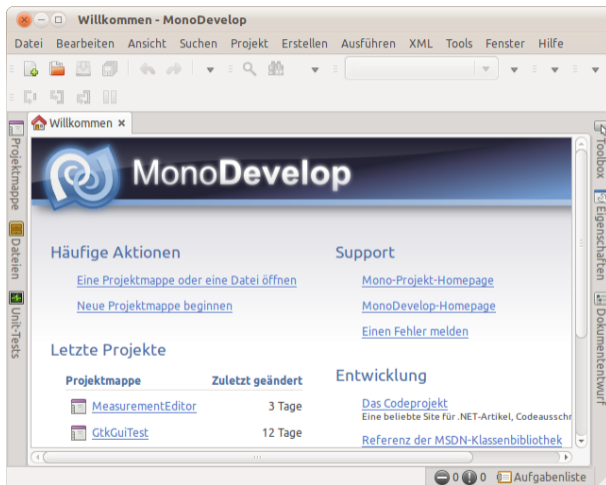 Willkommen - MonoDevelop
Datei Bearbeiten Ansicht Suchen Projekt Erstellen Ausführen XML Tools Fenster Hilfe
Willkommen
Projektmappe
Dateien
Unit-Tests
MonoDevelop
Häufige Aktionen
Eine Projektmappe oder eine Datei öffnen
Neue Projektmappe beginnen
Letzte Projekte
Projektmappe Zuletzt geändert
MeasurementEditor 3 Tage
GtkGuiTest 12 Tage
Support
Mono-Projekt-Homepage
MonoDevelop-Homepage
Einen Fehler melden
Entwicklung
Das Codeprojekt
Eine beliebte Site für .NET-Artikel, Codeausschr
Referenz der MSDN-Klassenbibliothek
Toolbox
Eigenschaften
Dokumententwurf
0 0 Aufgabenliste